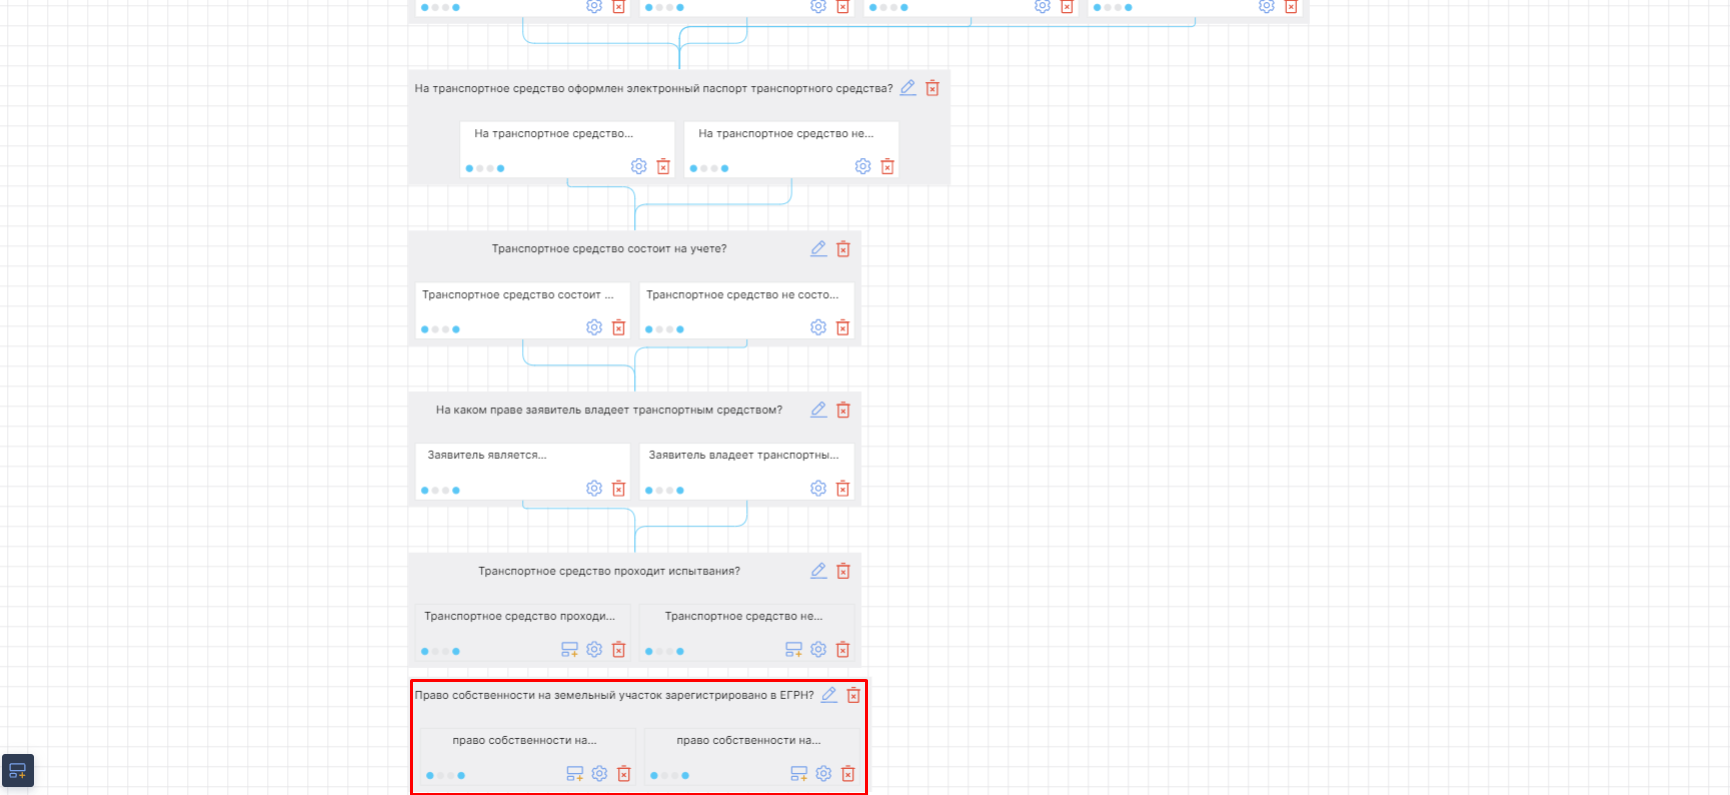 На транспортное средство оформлен электронный паспорт транспортного средства?
На транспортное средство...
На транспортное средство не...
Транспортное средство состоит на учете?
Транспортное средство состоит ...
Транспортное средство не состо...
На каком праве заявитель владеет транспортным средством?
Заявитель является...
Заявитель владеет транспортны...
Транспортное средство проходит испытвания?
Транспортное средство проходи...
Транспортное средство не...
Право собственности на земельный участок зарегистрировано в ЕГРН?
право собственности на...
право собственности на...